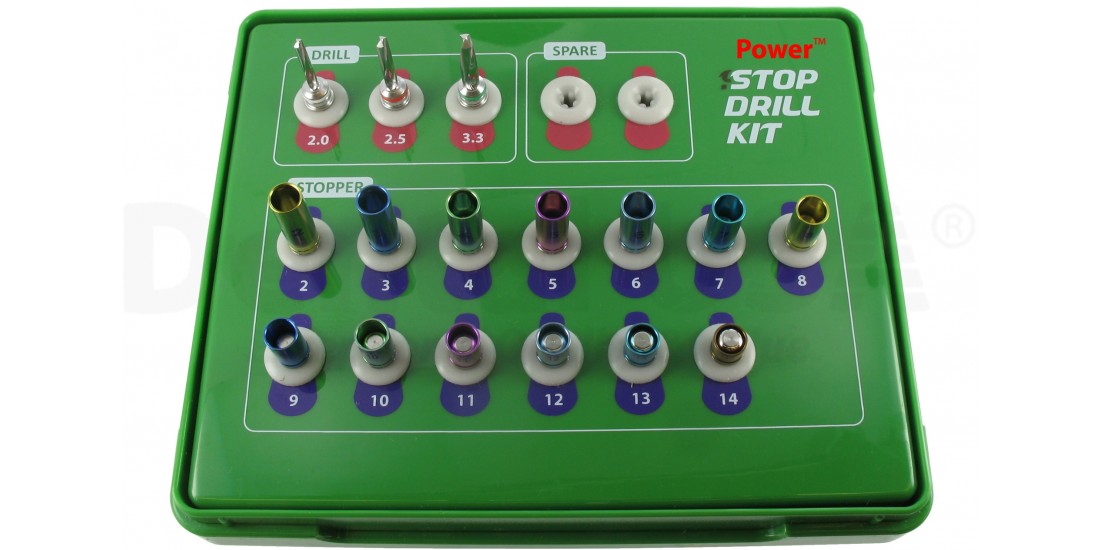 DRILL
SPARE
Power™
STOP
DRILL
KIT
2.0 2.5 3.3
STOPPER
2 3 4 5 6 7 8
9 10 11 12 13 14
®